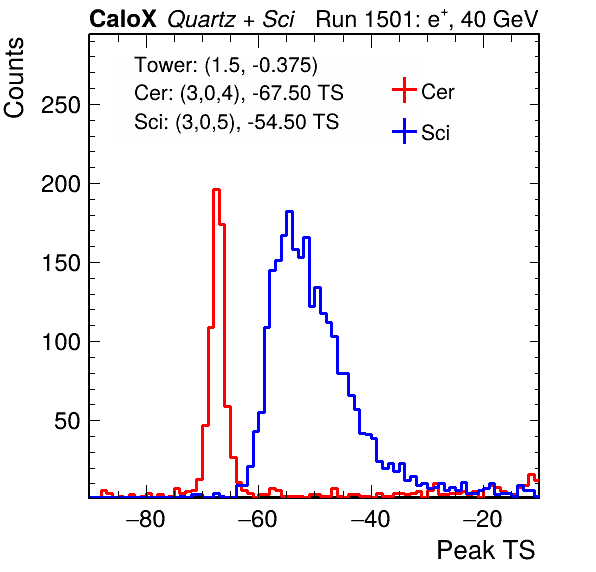 CaloX Quartz + Sci Run 1501: e+, 40 GeV
Tower: (1.5, -0.375)
Cer: (3,0,4), -67.50 TS
Sci: (3,0,5), -54.50 TS
Cer
Sci
Counts
250
200
150
100
50
−80 −60 −40 −20
Peak TS